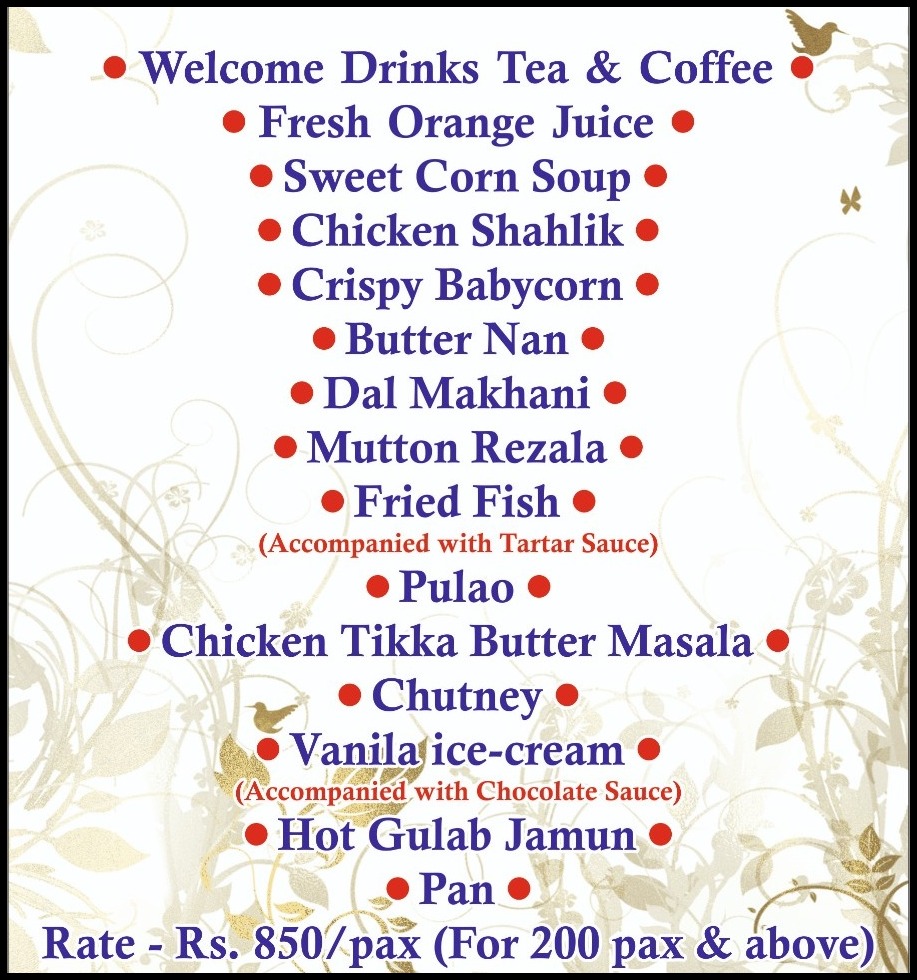 • Welcome Drinks Tea & Coffee •
• Fresh Orange Juice •
• Sweet Corn Soup •
• Chicken Shahlik •
• Crispy Babycorn •
• Butter Nan •
• Dal Makhani •
• Mutton Rezala •
• Fried Fish •
(Accompanied with Tartar Sauce)
• Pulao •
• Chicken Tikka Butter Masala •
• Chutney •
• Vanila ice-cream •
(Accompanied with Chocolate Sauce)
• Hot Gulab Jamun •
• Pan •
Rate - Rs. 850/pax (For 200 pax & above)